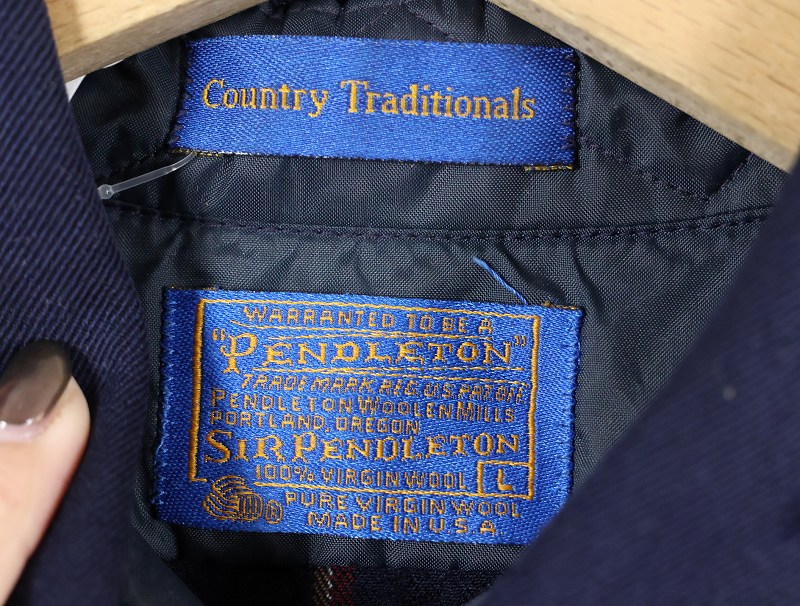 Country Traditionals
WARRANTED TO BE A
"PENDLETON"
TRADE MARK REG. U.S. PAT. OFF.
PENDLETON WOOLEN MILLS
PORTLAND, OREGON
SIR PENDLETON
100% VIRGIN WOOL L
PURE VIRGIN WOOL
MADE IN U S A